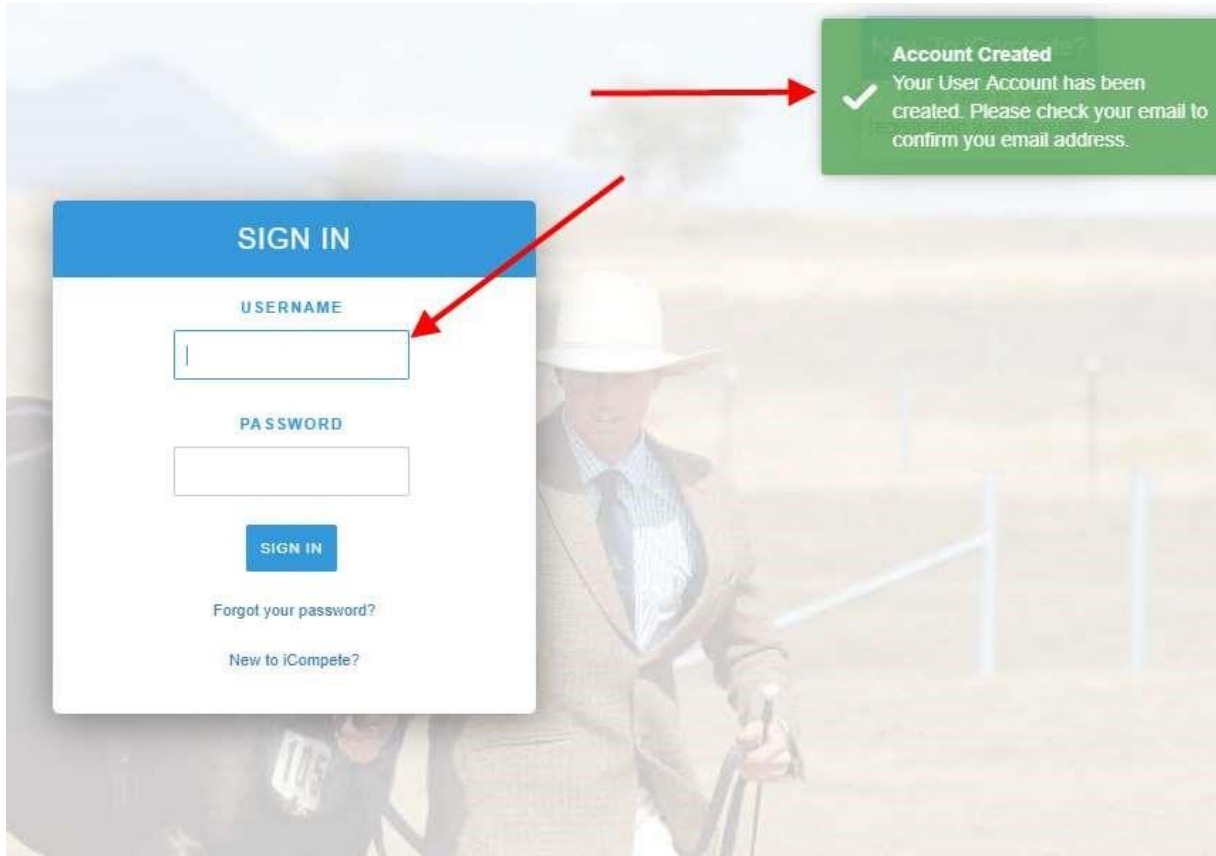 Account Created
Your User Account has been
created. Please check your email to
confirm you email address.
SIGN IN
USERNAME
PASSWORD
SIGN IN
Forgot your password?
New to iCompete?